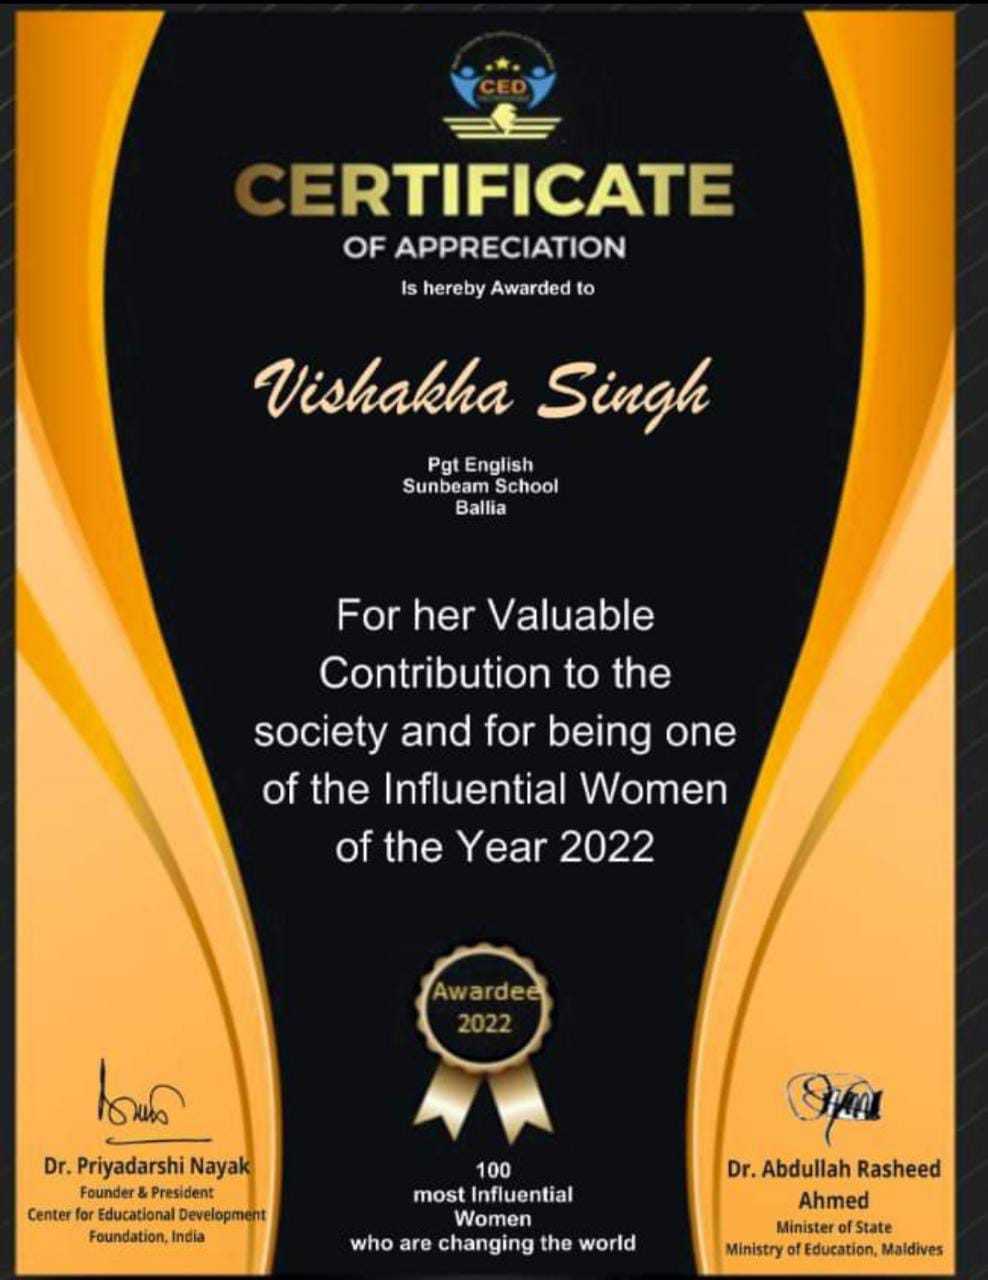 CED
CERTIFICATE
OF APPRECIATION
Is hereby Awarded to
Vishakha Singh
Pgt English
Sunbeam School
Ballia
For her Valuable
Contribution to the
society and for being one
of the Influential Women
of the Year 2022
Awardee
2022
Dr. Priyadarshi Nayak
Founder & President
Center for Educational Development
Foundation, India
100
most Influential
Women
who are changing the world
Dr. Abdullah Rasheed
Ahmed
Minister of State
Ministry of Education, Maldives